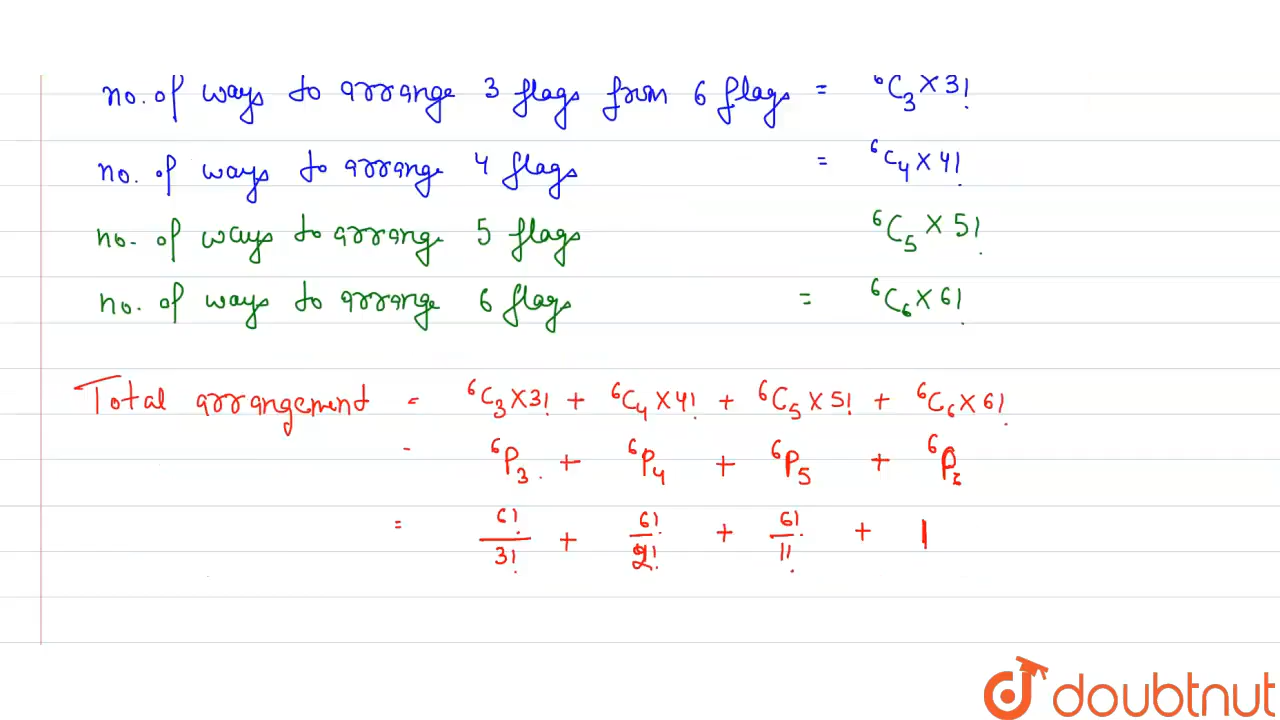 no. of ways to arrange 3 flags from 6 flags = ⁶C₃ × 3!
no. of ways to arrange 4 flags = ⁶C₄ × 4!
no. of ways to arrange 5 flags ⁶C₅ × 5!
no. of ways to arrange 6 flags = ⁶C₆ × 6!
Total arrangement = ⁶C₃ × 3! + ⁶C₄ × 4! + ⁶C₅ × 5! + ⁶C₆ × 6!
= ⁶P₃ + ⁶P₄ + ⁶P₅ + ⁶P
= 6!/3! + 6!/2! + 6!/1! + 1
doubtnut